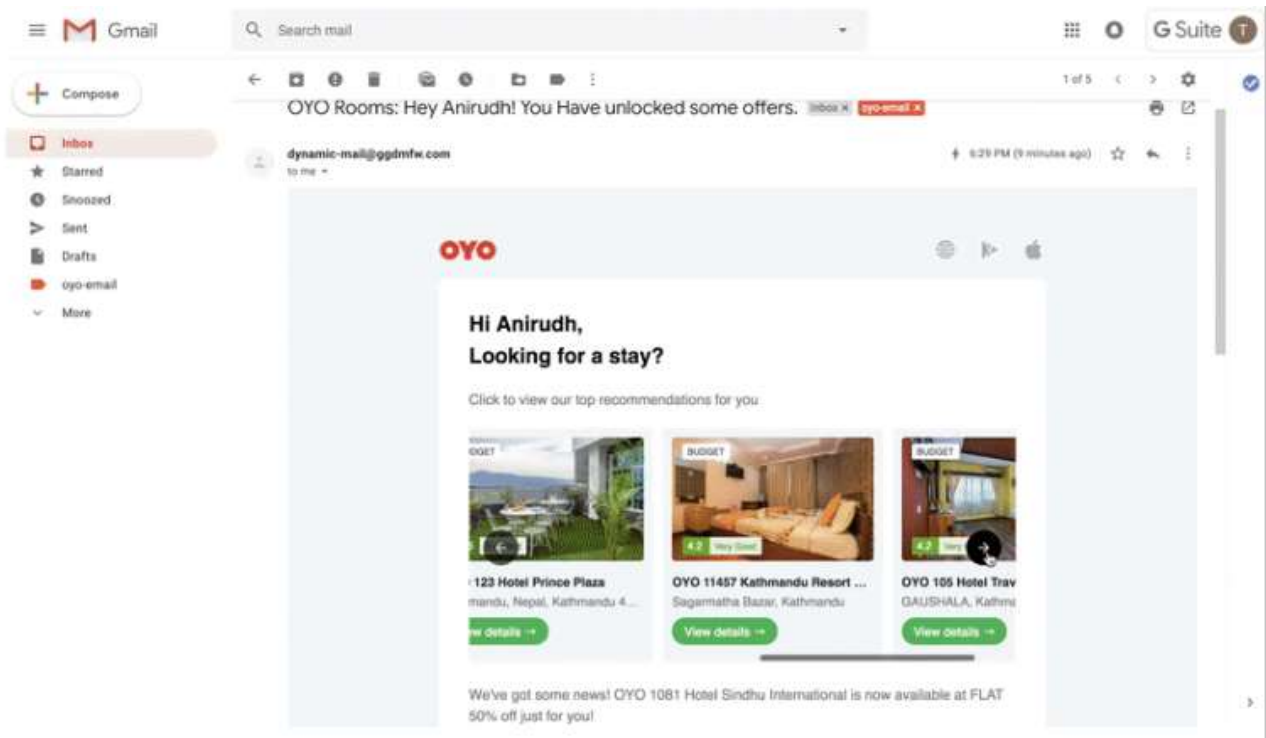 Gmail
Search mail
G Suite
T
Compose
1 of 5
OYO Rooms: Hey Anirudh! You Have unlocked some offers.
Inbox x
oyo-email x
Inbox
dynamic-mail@ggdmfw.com
6:29 PM (9 minutes ago)
to me
Starred
Snoozed
Sent
Drafts
oyo-email
More
OYO
Hi Anirudh,
Looking for a stay?
Click to view our top recommendations for you
BUDGET
BUDGET
4.2 Very Good
4.2 Very
123 Hotel Prince Plaza
OYO 11457 Kathmandu Resort ...
OYO 105 Hotel Trav
mandu, Nepal, Kathmandu 4...
Sagarmatha Bazar, Kathmandu
GAUSHALA, Kathma
w details →
View details →
View details →
We've got some news! OYO 1081 Hotel Sindhu International is now available at FLAT
50% off just for you!